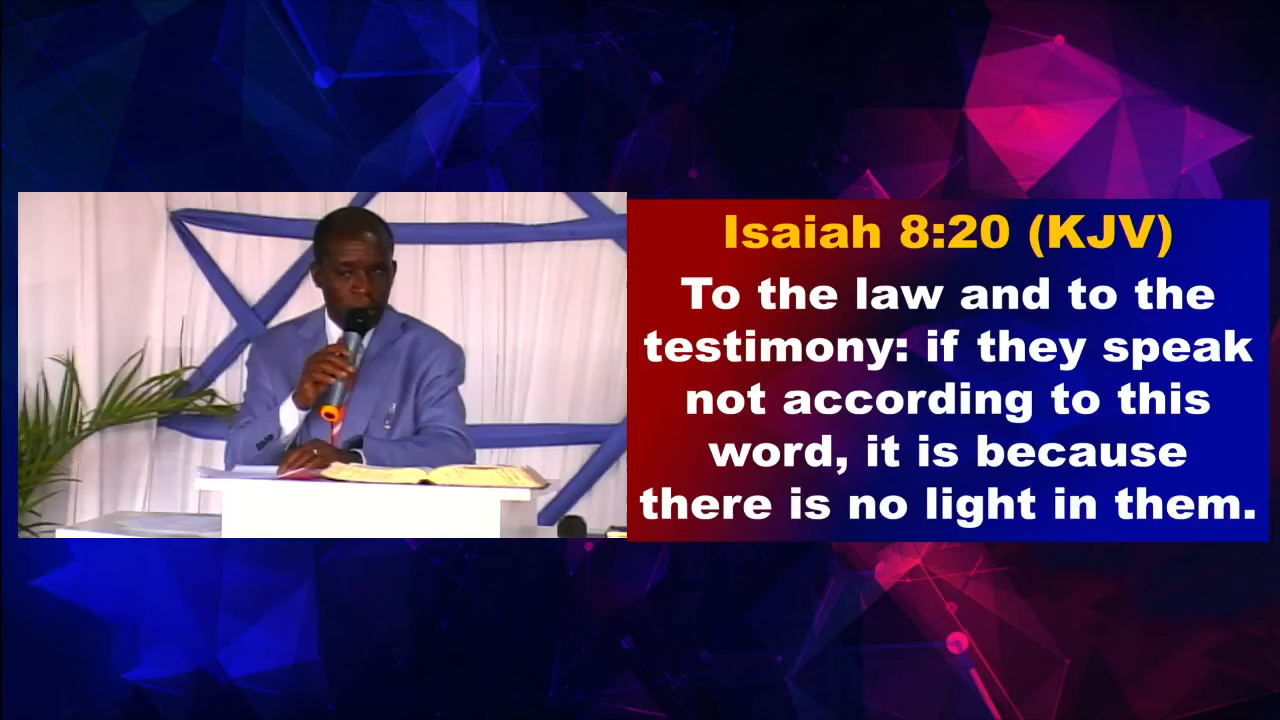 Isaiah 8:20 (KJV)
To the law and to the
testimony: if they speak
not according to this
word, it is because
there is no light in them.